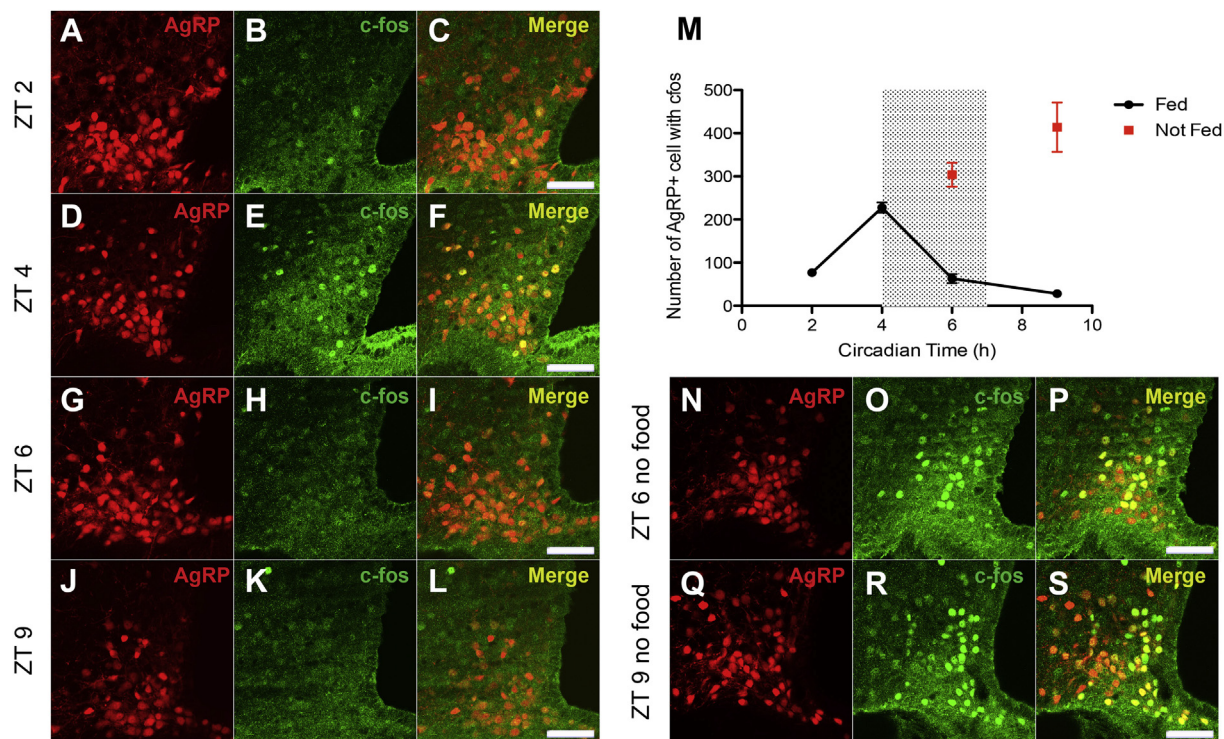 A AgRP B c-fos C Merge
ZT 2
D AgRP E c-fos F Merge
ZT 4
G AgRP H c-fos I Merge
ZT 6
J AgRP K c-fos L Merge
ZT 9
M
Number of AgRP+ cell with cfos
500
400
300
200
100
0
0 2 4 6 8 10
Circadian Time (h)
Fed
Not Fed
N AgRP O c-fos P Merge
ZT 6 no food
Q AgRP R c-fos S Merge
ZT 9 no food